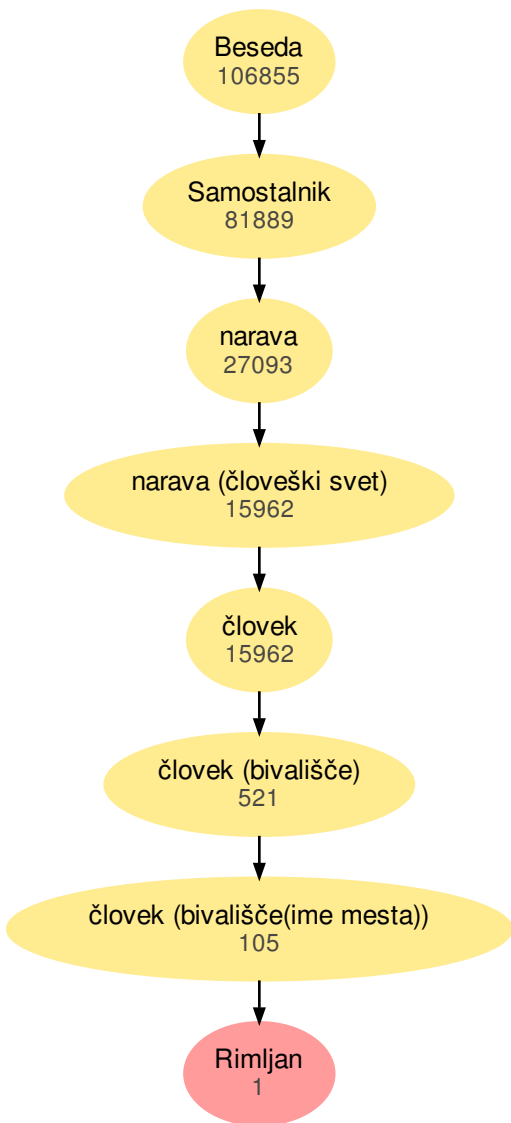 Beseda
106855
Samostalnik
81889
narava
27093
narava (človeški svet)
15962
človek
15962
človek (bivališče)
521
človek (bivališče(ime mesta))
105
Rimljan
1